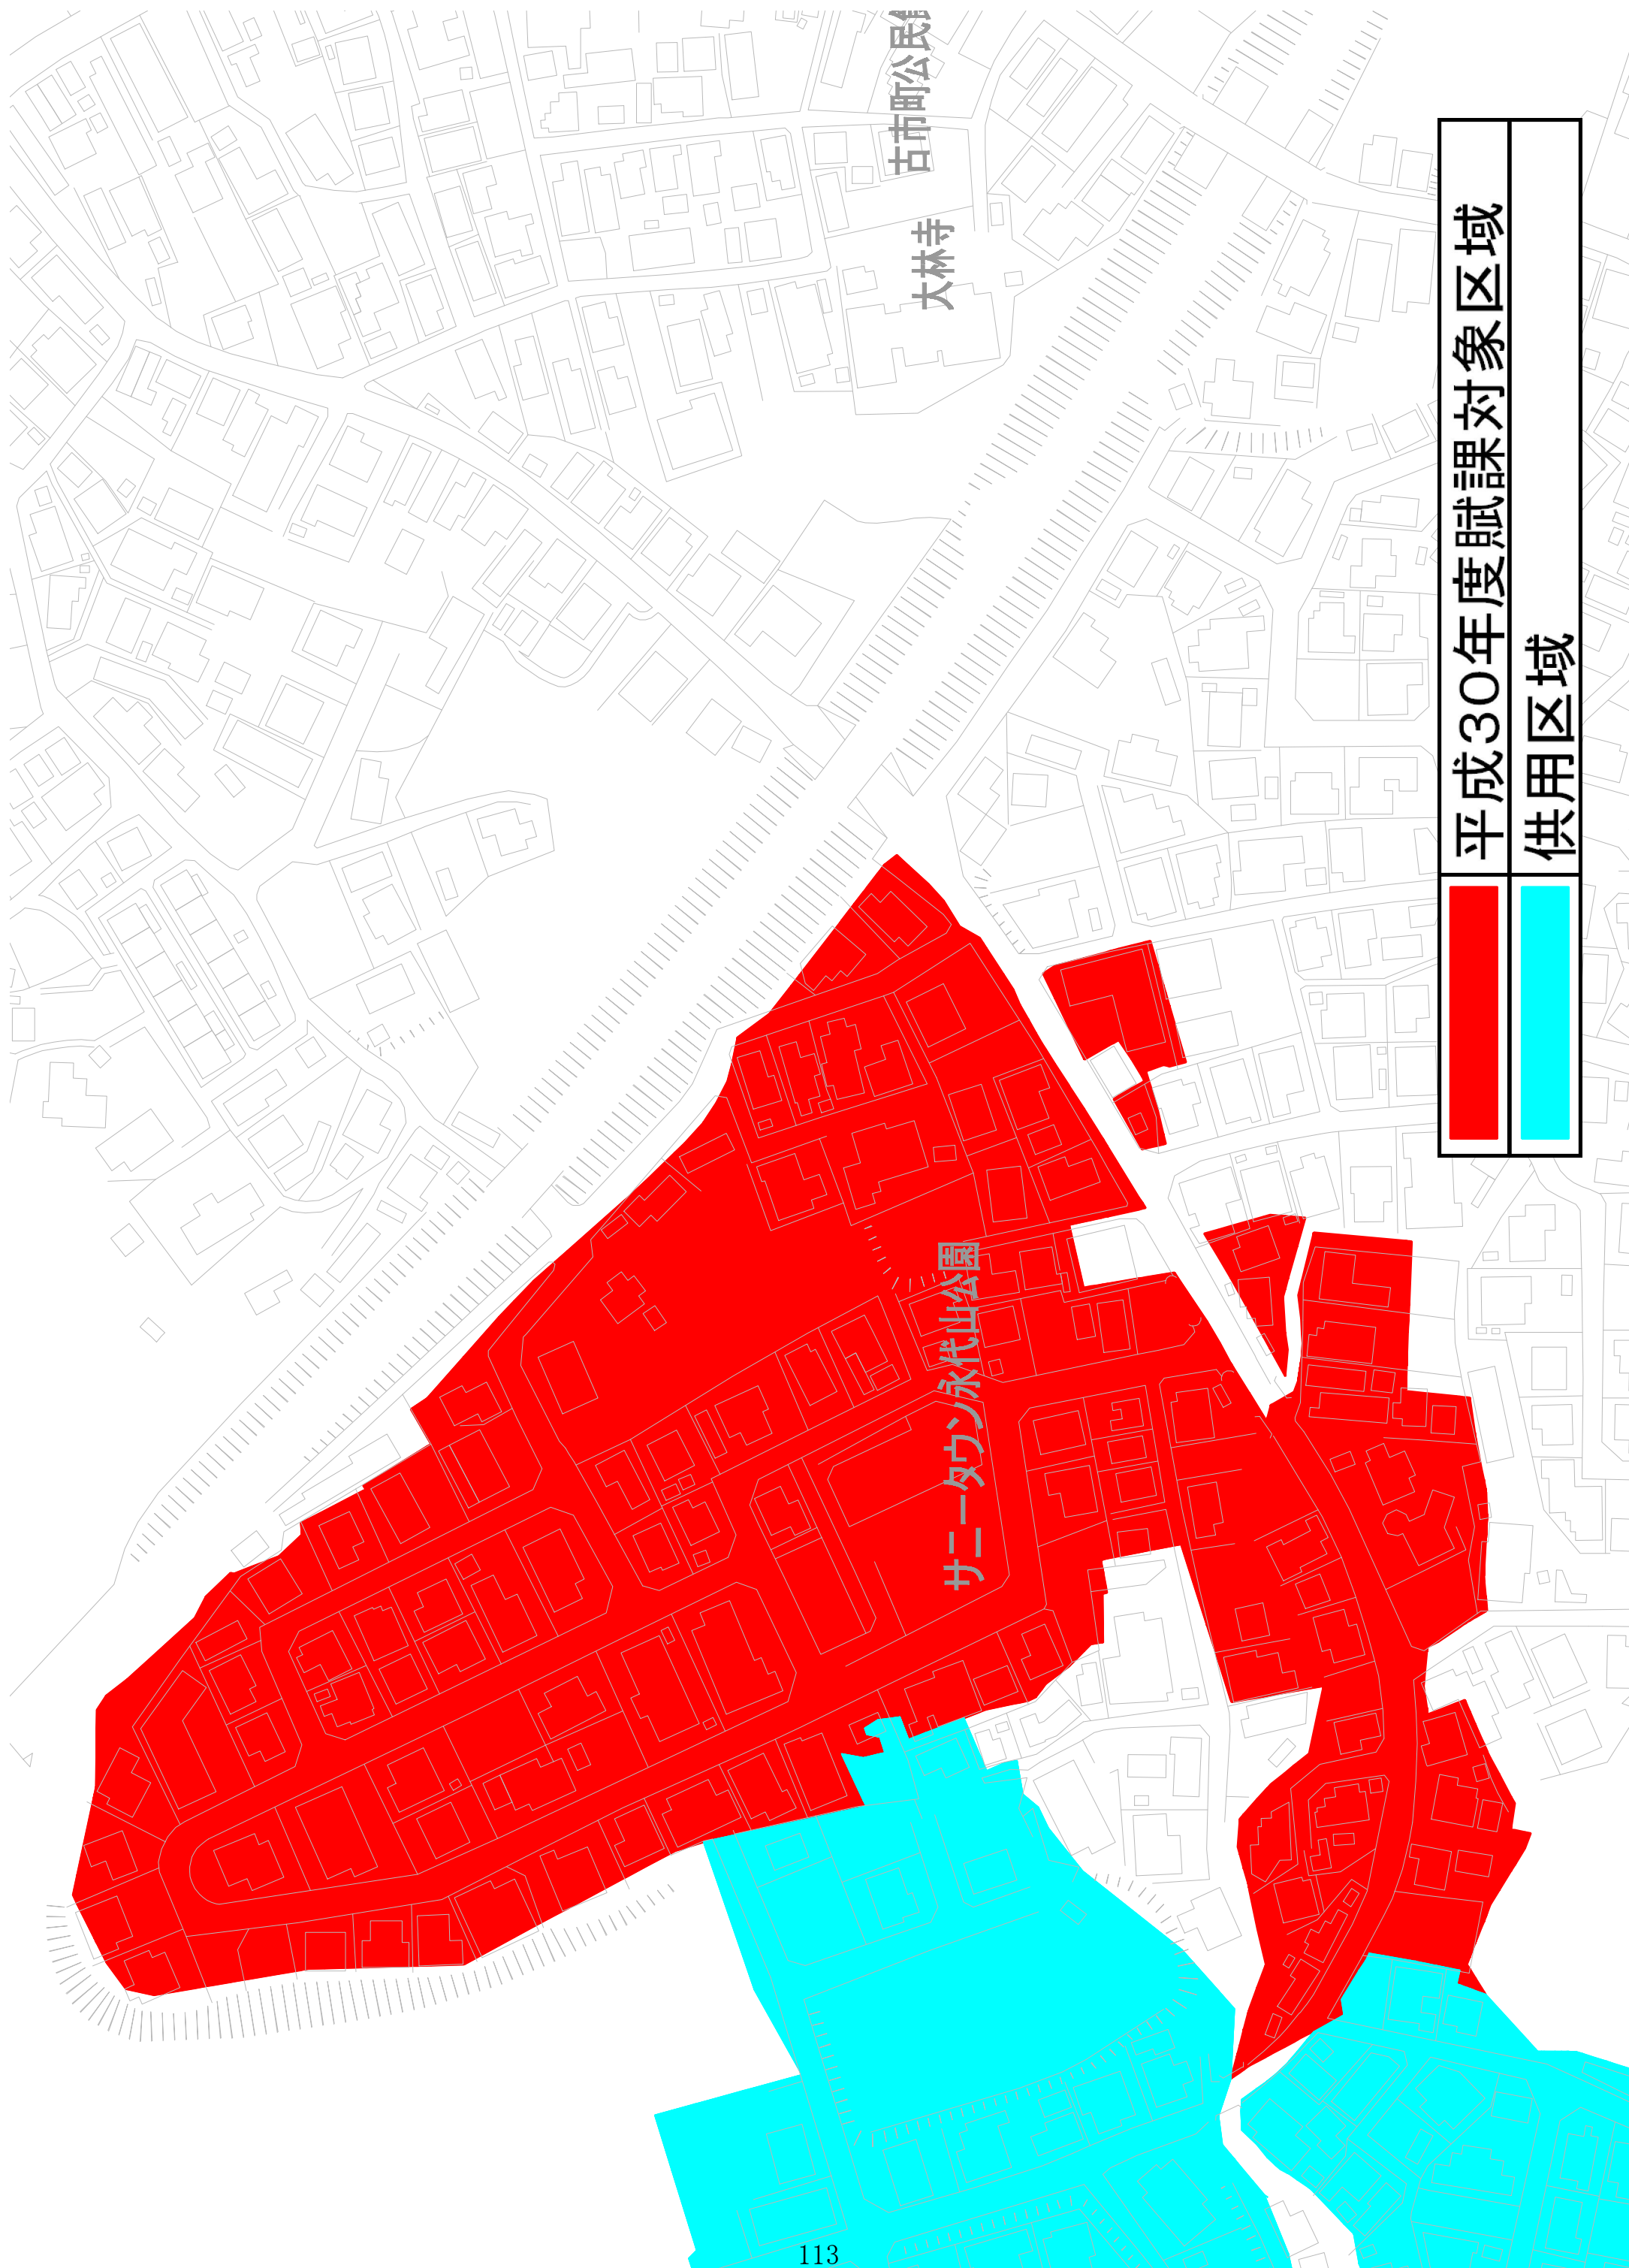 平成30年度賦課対象区域
供用区域
古市町公民館
大林寺
サニータウン永代山公園
113